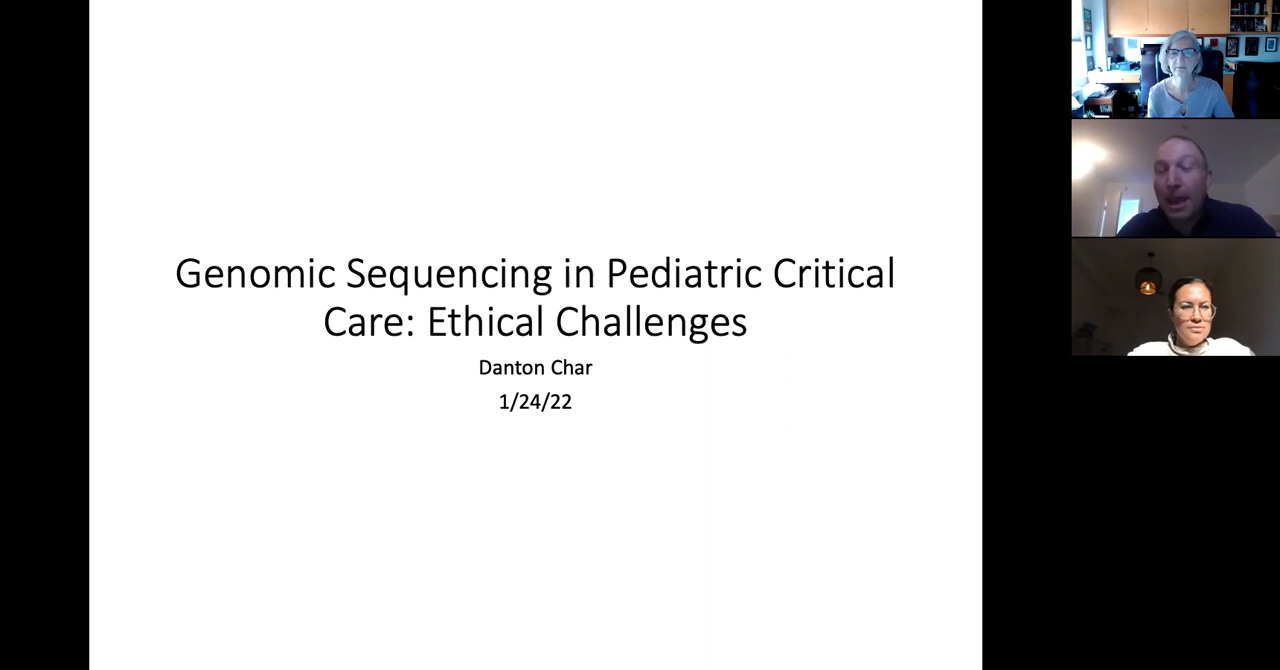 Genomic Sequencing in Pediatric Critical
Care: Ethical Challenges
Danton Char
1/24/22